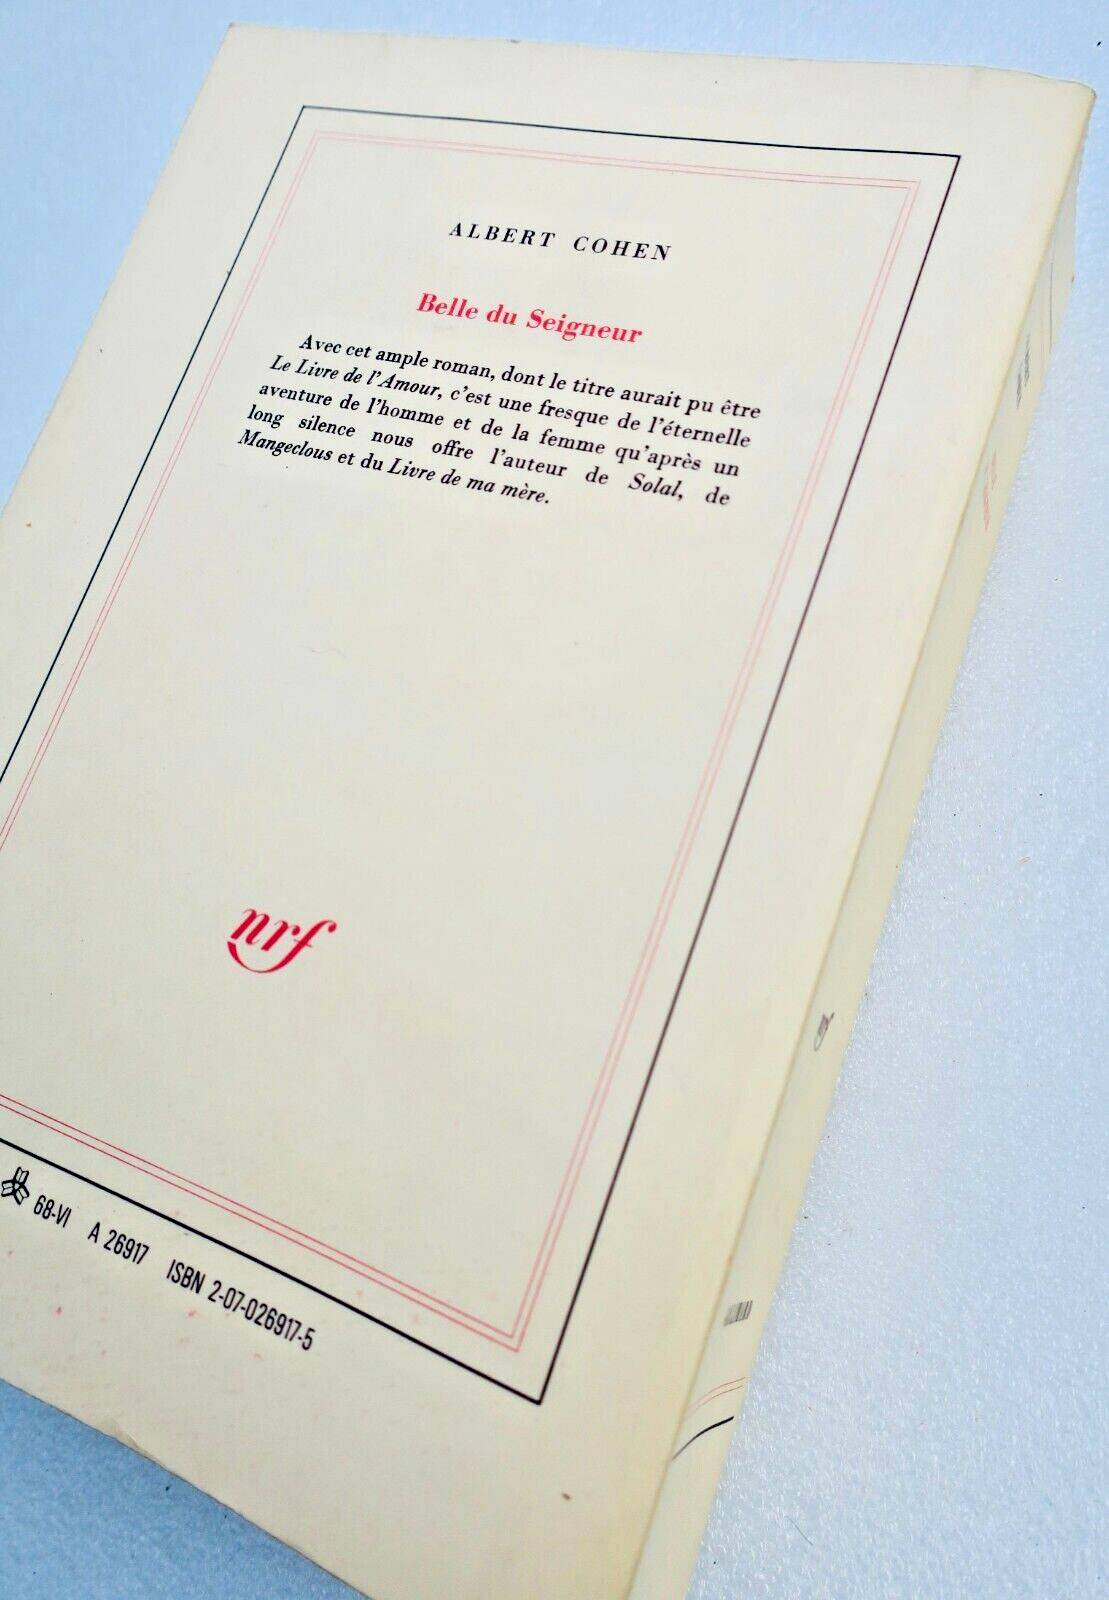 ALBERT COHEN
Belle du Seigneur
Avec cet ample roman, dont le titre aurait pu être
Le Livre de l'Amour, c'est une fresque de l'éternelle
aventure de l'homme et de la femme qu'après un
long silence nous offre l'auteur de Solal, de
Mangeclous et du Livre de ma mère.
nrf
68-VI A 26917 ISBN 2-07-026917-5